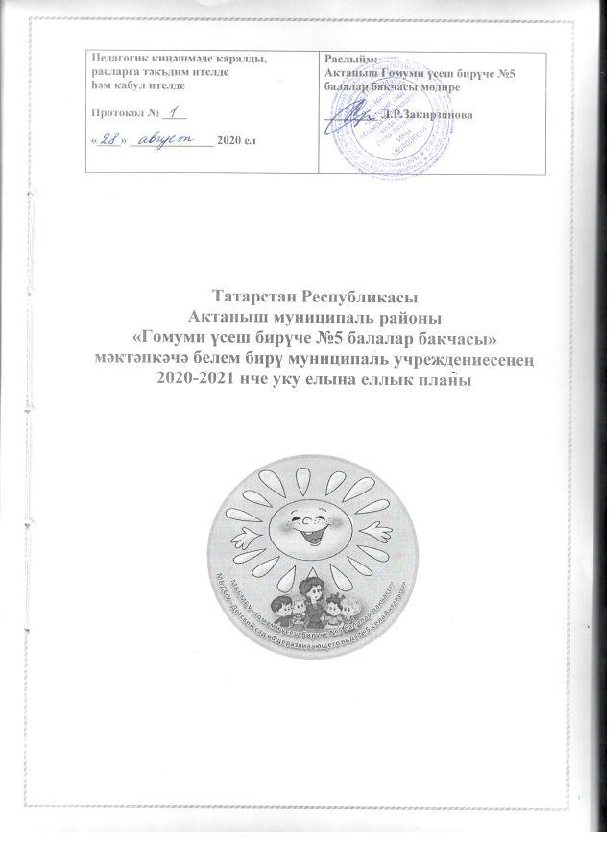 Педагогик киңәшмәдә каралды,
расларга тәкъдим ителде
һәм кабул ителде
Протокол № 1
«28» август 2020 ел
Раслыйм:
Актаныш Гомуми үсеш бирүче №5
балалар бакчасы мөдире
Л.Р.Закирзянова
Татарстан Республикасы
Актаныш муниципаль районы
«Гомуми үсеш бирүче №5 балалар бакчасы»
мәктәпкәчә белем бирү муниципаль учреждениесенең
2020-2021 нче уку елына еллык планы